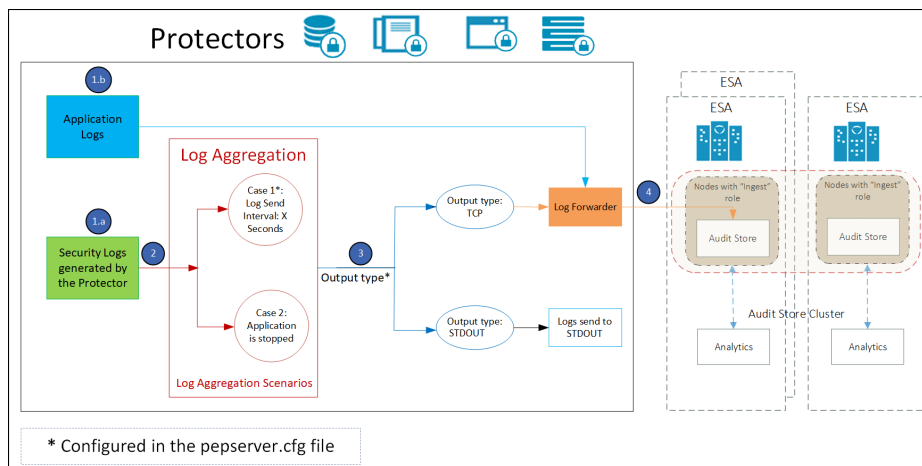 Protectors
1.b
Application
Logs
1.a
Security Logs
generated by
the Protector
2
Log Aggregation
Case 1*:
Log Send
Interval: X
Seconds
Case 2:
Application
is stopped
Log Aggregation Scenarios
3
Output type*
Output type:
TCP
Output type:
STDOUT
Log Forwarder
Logs send to
STDOUT
4
ESA
ESA
Nodes with "Ingest"
role
Audit Store
Analytics
ESA
Nodes with "Ingest"
role
Audit Store
Analytics
Audit Store Cluster
* Configured in the pepserver.cfg file